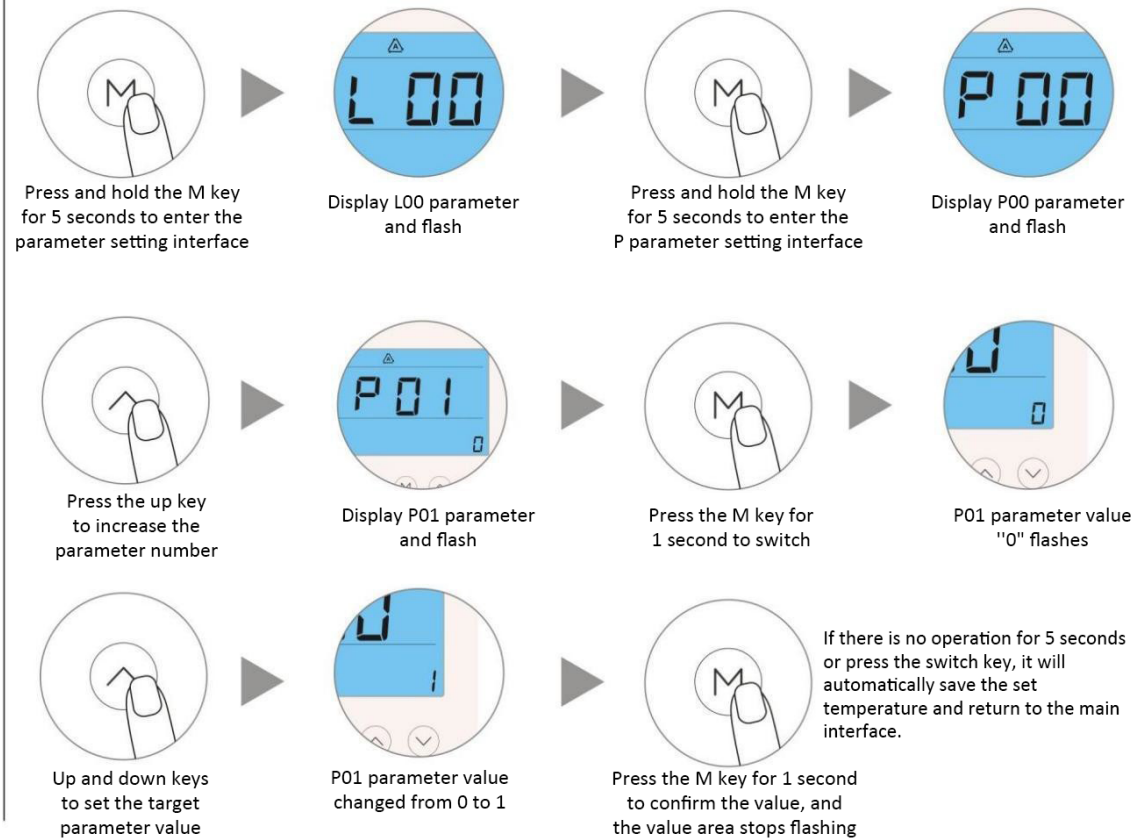 M
L 00
M
P 00
Press and hold the M key
for 5 seconds to enter the
parameter setting interface
Display L00 parameter
and flash
Press and hold the M key
for 5 seconds to enter the
P parameter setting interface
Display P00 parameter
and flash
P01
0
M
0
Press the up key
to increase the
parameter number
Display P01 parameter
and flash
Press the M key for
1 second to switch
P01 parameter value
"0" flashes
1
M
If there is no operation for 5 seconds
or press the switch key, it will
automatically save the set
temperature and return to the main
interface.
Up and down keys
to set the target
parameter value
P01 parameter value
changed from 0 to 1
Press the M key for 1 second
to confirm the value, and
the value area stops flashing